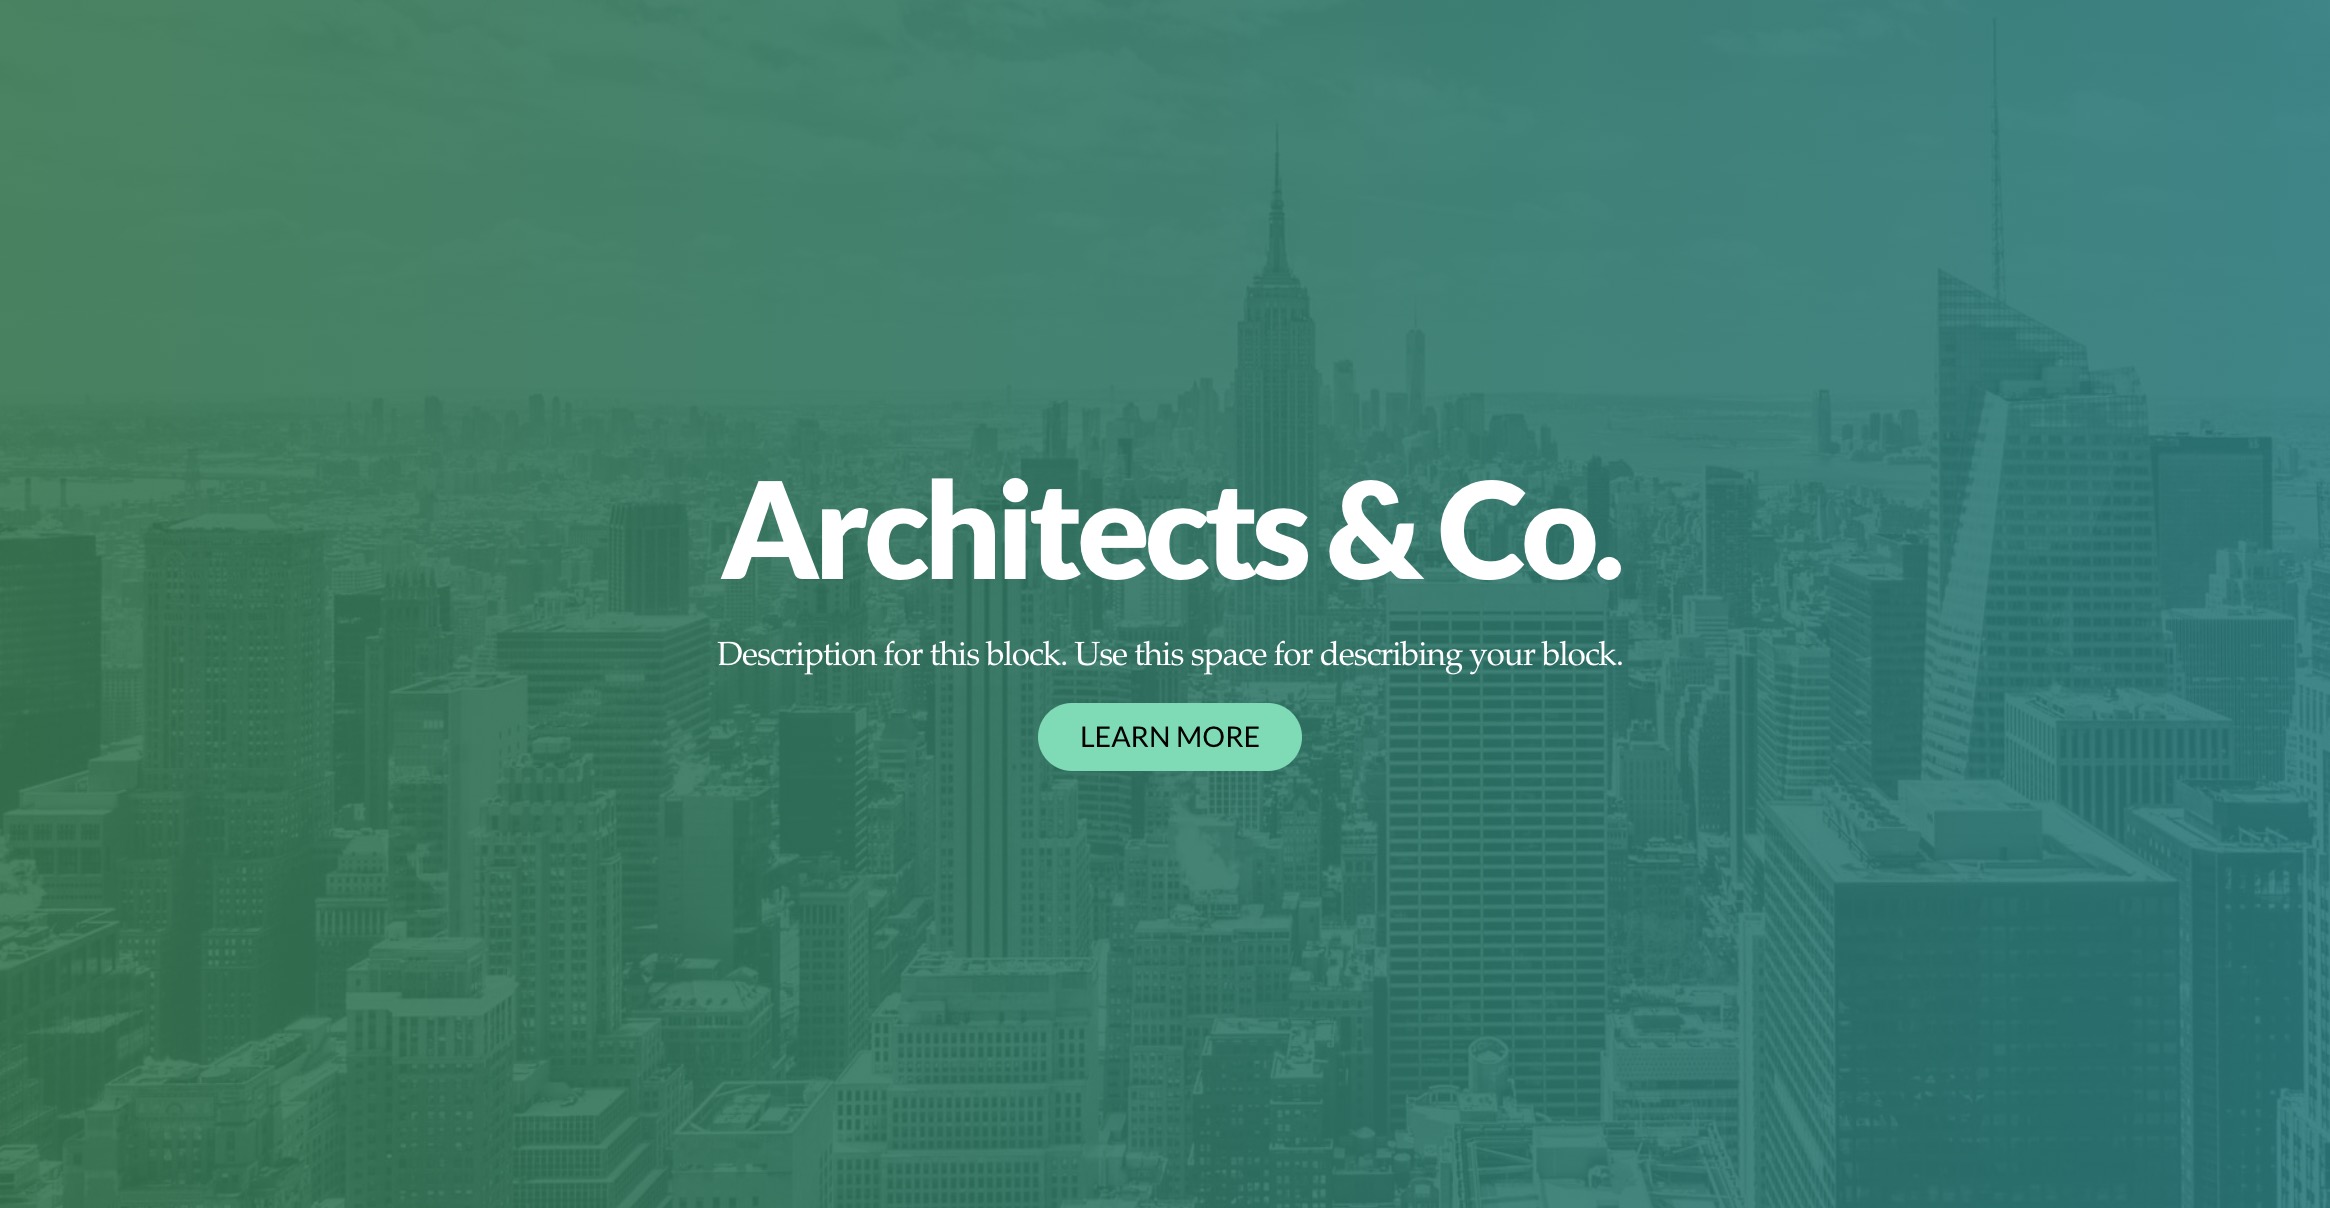 Architects & Co.
Description for this block. Use this space for describing your block.
LEARN MORE